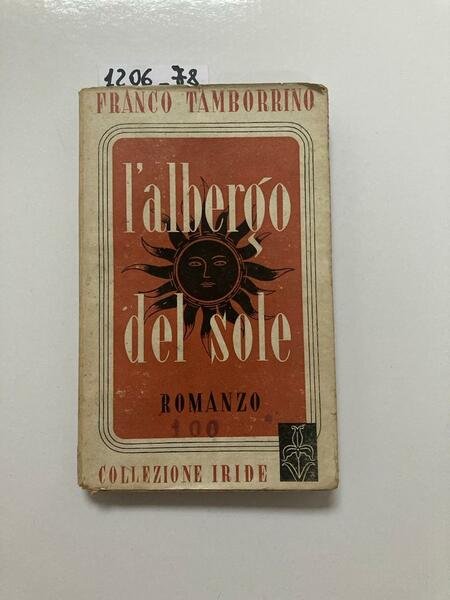 1206_78
FRANCO TAMBORRINO
l'albergo
del sole
ROMANZO
100
COLLEZIONE IRIDE